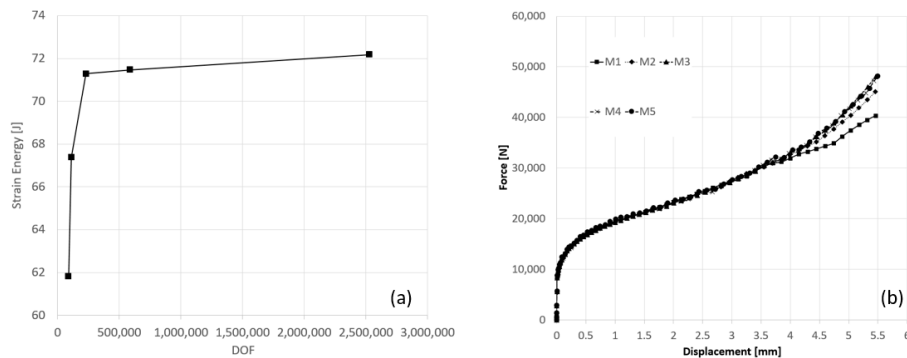 74
72
70
68
66
64
62
60
Strain Energy [J]
0
500,000
1,000,000
1,500,000
2,000,000
2,500,000
3,000,000
DOF
(a)
60,000
50,000
40,000
30,000
20,000
10,000
0
Force [N]
M1 M2 M3
M4 M5
0 0.5 1 1.5 2 2.5 3 3.5 4 4.5 5 5.5 6
Displacement [mm]
(b)